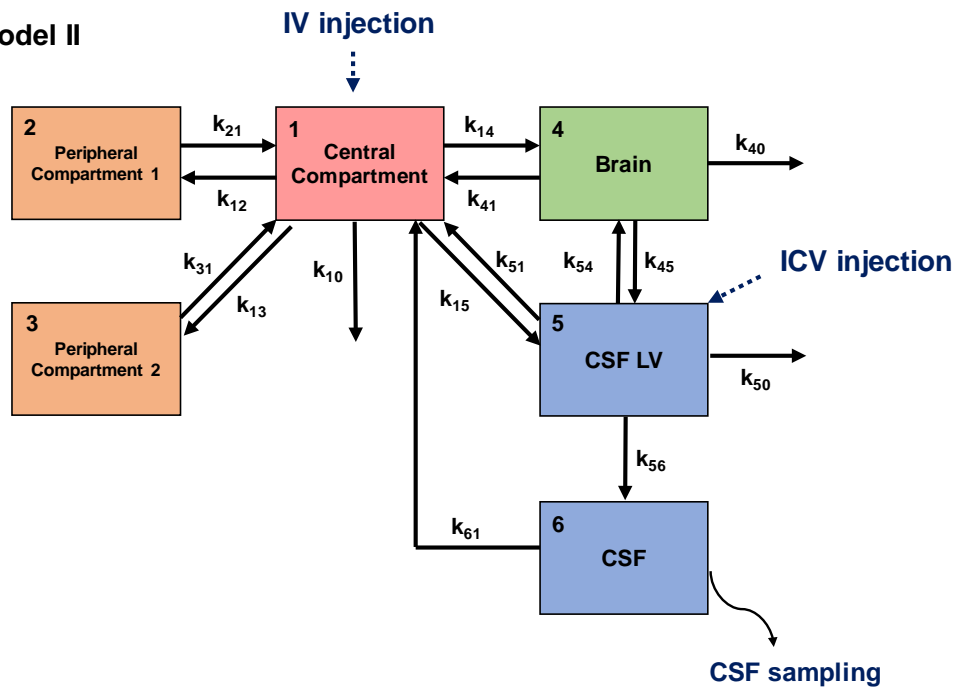 odel II
IV injection
2
Peripheral
Compartment 1
k21
k12
1
Central
Compartment
k14
k41
4
Brain
k40
k31
k13
k10
k51
k15
k54
k45
ICV injection
3
Peripheral
Compartment 2
5
CSF LV
k50
k56
k61
6
CSF
CSF sampling